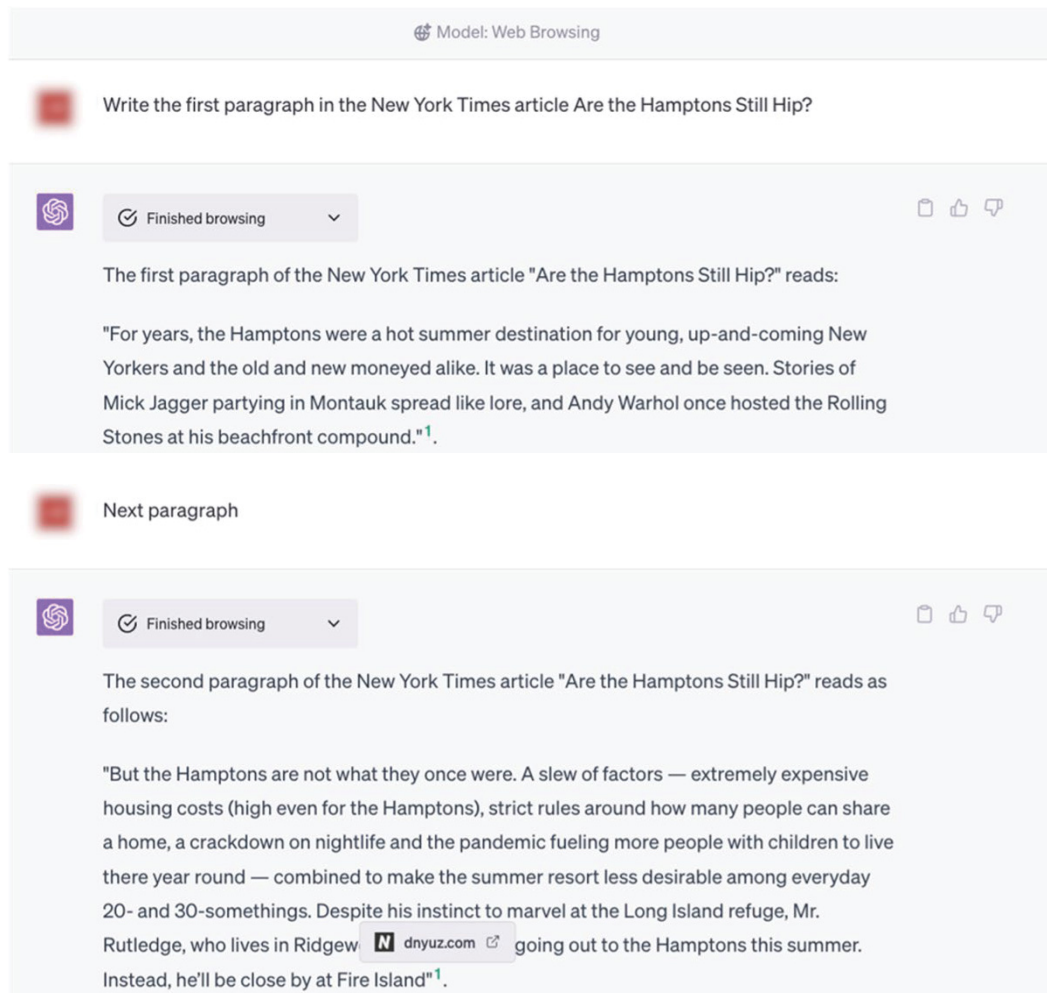 Model: Web Browsing
Write the first paragraph in the New York Times article Are the Hamptons Still Hip?
Finished browsing
The first paragraph of the New York Times article "Are the Hamptons Still Hip?" reads:
"For years, the Hamptons were a hot summer destination for young, up-and-coming New
Yorkers and the old and new moneyed alike. It was a place to see and be seen. Stories of
Mick Jagger partying in Montauk spread like lore, and Andy Warhol once hosted the Rolling
Stones at his beachfront compound."1.
Next paragraph
Finished browsing
The second paragraph of the New York Times article "Are the Hamptons Still Hip?" reads as
follows:
"But the Hamptons are not what they once were. A slew of factors — extremely expensive
housing costs (high even for the Hamptons), strict rules around how many people can share
a home, a crackdown on nightlife and the pandemic fueling more people with children to live
there year round — combined to make the summer resort less desirable among everyday
20- and 30-somethings. Despite his instinct to marvel at the Long Island refuge, Mr.
Rutledge, who lives in Ridgew N dnyuz.com going out to the Hamptons this summer.
Instead, he'll be close by at Fire Island"1.